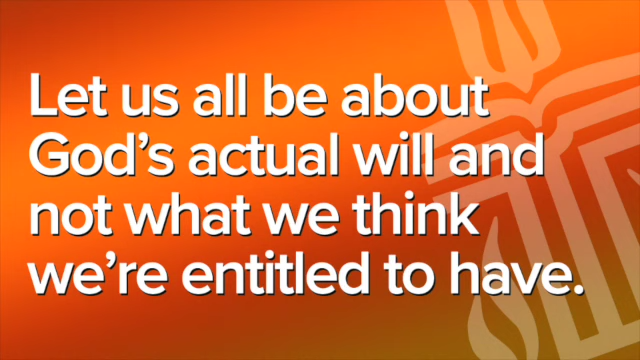 Let us all be about
God’s actual will and
not what we think
we’re entitled to have.